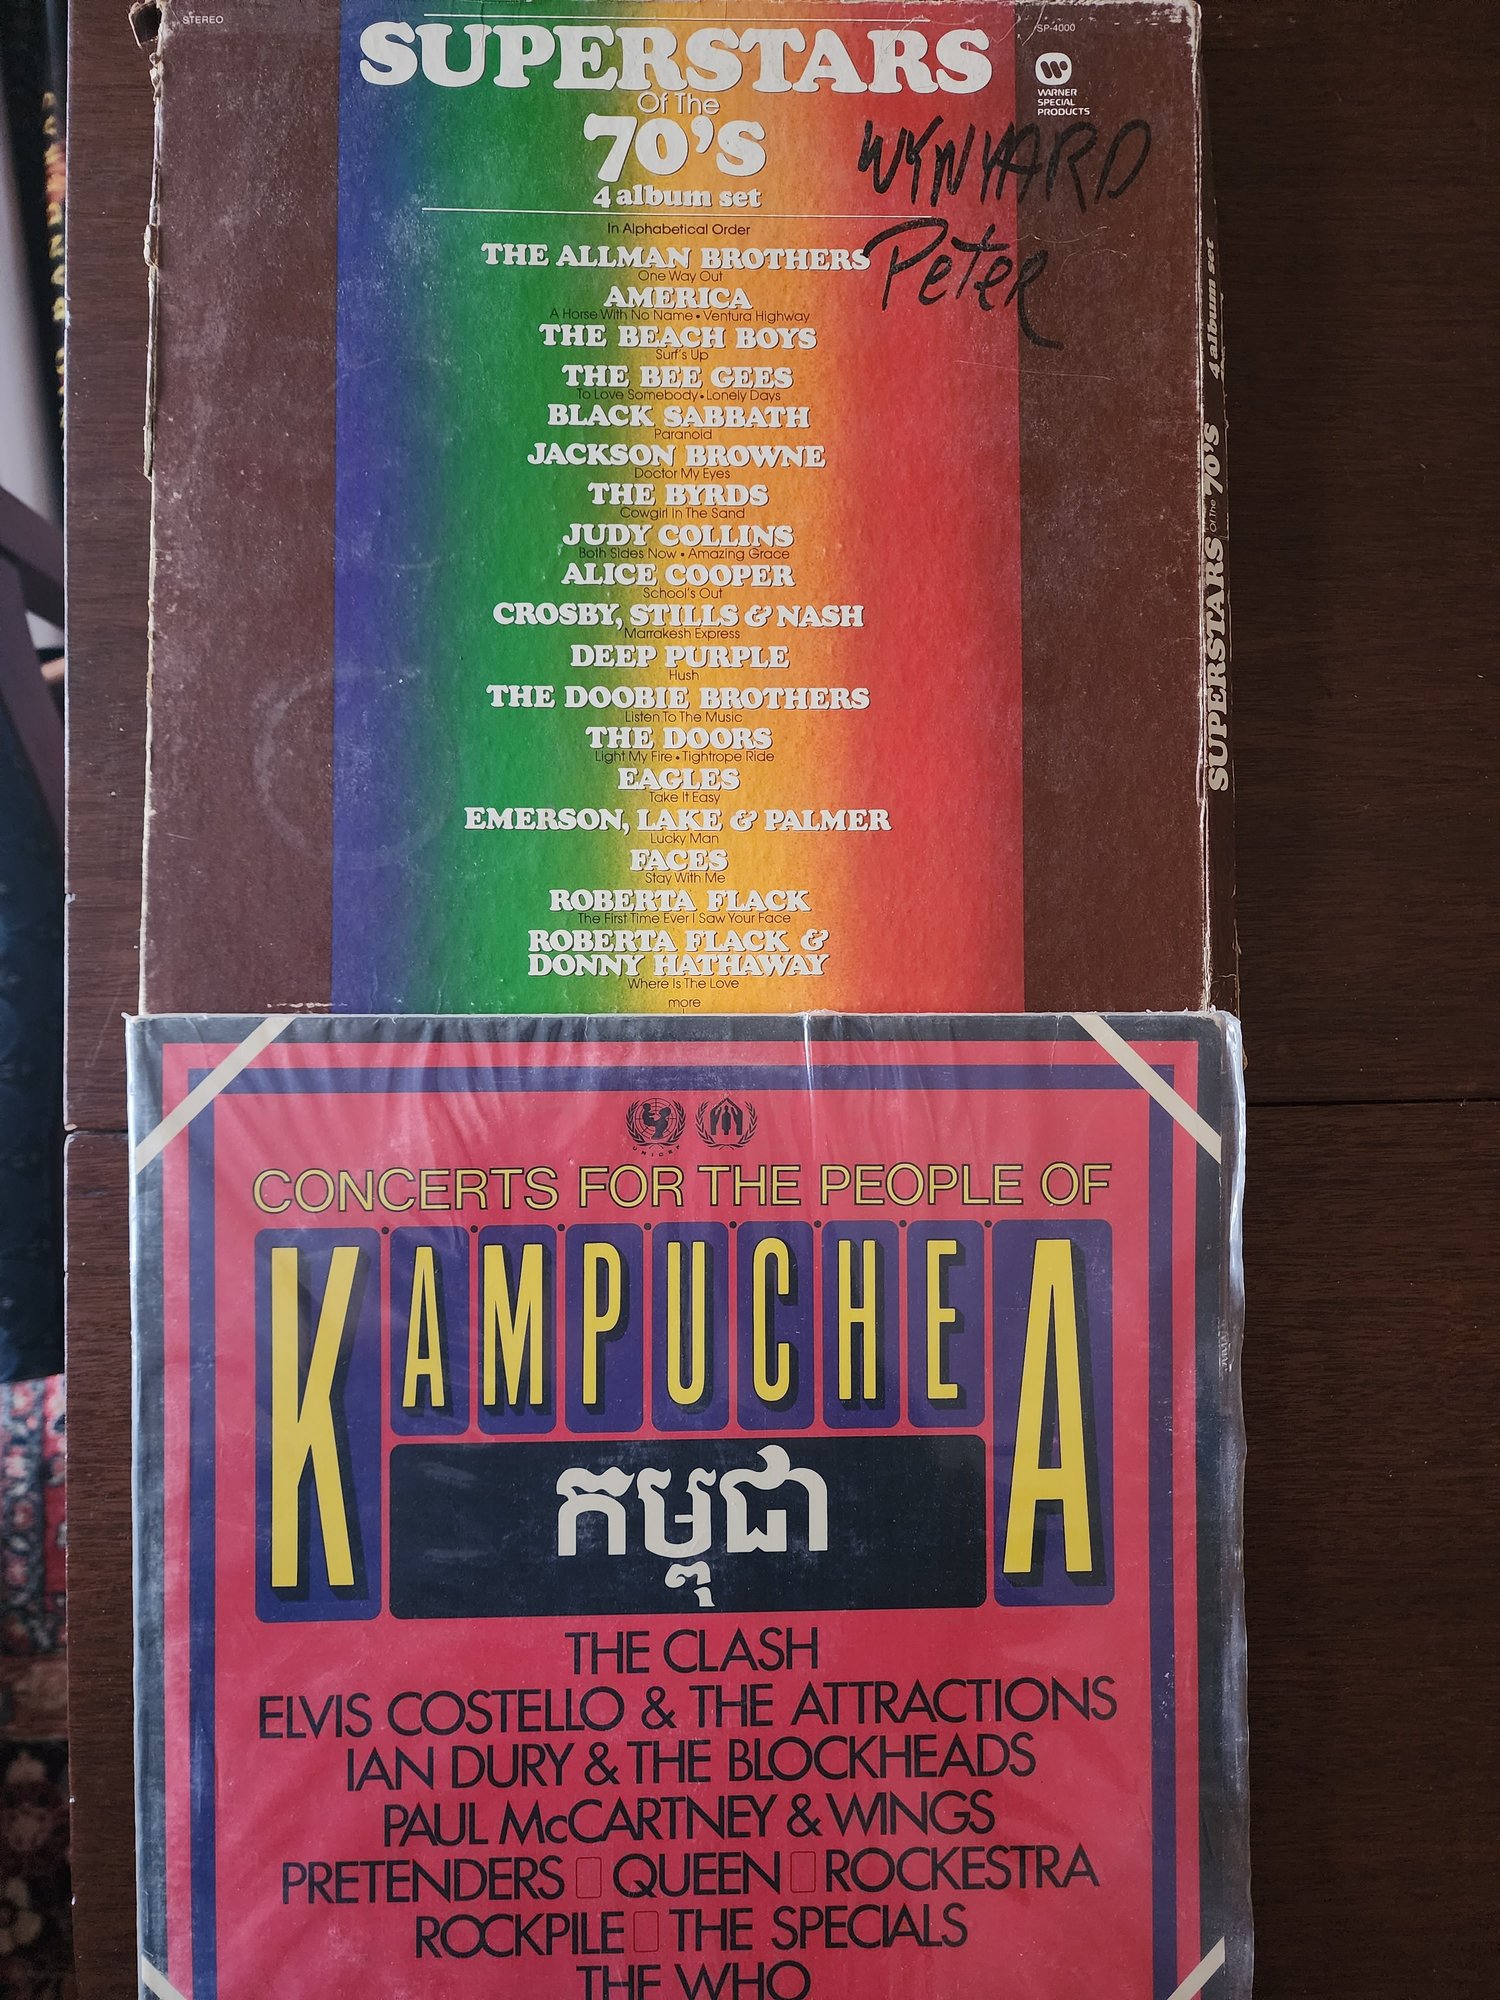 STEREO
SP-4000
SUPERSTARS
Of The
70'S
4 album set
WARNER
SPECIAL
PRODUCTS
WYNYARD
Peter
In Alphabetical Order
THE ALLMAN BROTHERS
One Way Out
AMERICA
A Horse With No Name • Ventura Highway
THE BEACH BOYS
Surf's Up
THE BEE GEES
To Love Somebody • Lonely Days
BLACK SABBATH
Paranoid
JACKSON BROWNE
Doctor My Eyes
THE BYRDS
Cowgirl In The Sand
JUDY COLLINS
Both Sides Now • Amazing Grace
ALICE COOPER
School's Out
CROSBY, STILLS & NASH
Marrakesh Express
DEEP PURPLE
Hush
THE DOOBIE BROTHERS
Listen To The Music
THE DOORS
Light My Fire • Tightrope Ride
EAGLES
Take It Easy
EMERSON, LAKE & PALMER
Lucky Man
FACES
Stay With Me
ROBERTA FLACK
The First Time Ever I Saw Your Face
ROBERTA FLACK &
DONNY HATHAWAY
Where Is The Love
more
SUPERSTARS Of The 70'S 4 album set
UNICEF
CONCERTS FOR THE PEOPLE OF
KAMPUCHEA
កម្ពុជា
THE CLASH
ELVIS COSTELLO & THE ATTRACTIONS
IAN DURY & THE BLOCKHEADS
PAUL McCARTNEY & WINGS
PRETENDERS QUEEN ROCKESTRA
ROCKPILE THE SPECIALS
THE WHO